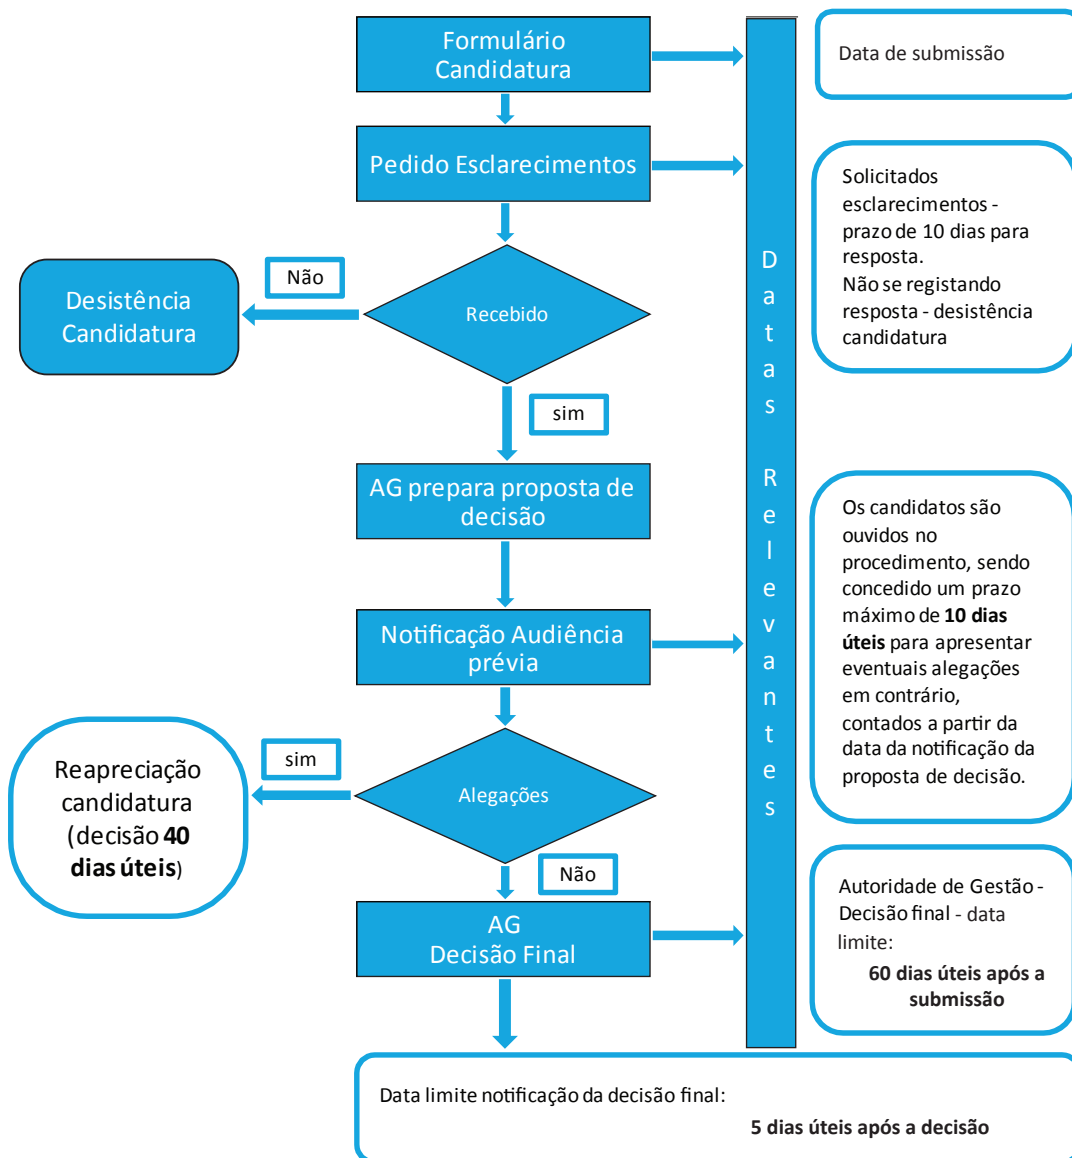 Formulário
Candidatura
Data de submissão
Pedido Esclarecimentos
Solicitados
esclarecimentos -
prazo de 10 dias para
resposta.
Não se registando
resposta - desistência
candidatura
Não
Desistência
Candidatura
Recebido
sim
Datas Relevantes
AG prepara proposta de
decisão
Os candidatos são
ouvidos no
procedimento, sendo
concedido um prazo
máximo de 10 dias
úteis para apresentar
eventuais alegações
em contrário,
contados a partir da
data da notificação da
proposta de decisão.
Notificação Audiência
prévia
sim
Reapreciação
candidatura
(decisão 40
dias úteis)
Alegações
Não
AG
Decisão Final
Autoridade de Gestão -
Decisão final - data
limite:
60 dias úteis após a
submissão
Data limite notificação da decisão final:
5 dias úteis após a decisão